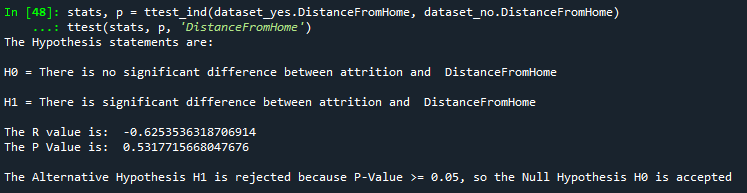 In [48]: stats, p = ttest_ind(dataset_yes.DistanceFromHome, dataset_no.DistanceFromHome)
    ...: ttest(stats, p, 'DistanceFromHome')
The Hypothesis statements are:
H0 = There is no significant difference between attrition and  DistanceFromHome
H1 = There is significant difference between attrition and  DistanceFromHome
The R value is:  -0.6253536318706914
The P Value is:  0.5317715668047676
The Alternative Hypothesis H1 is rejected because P-Value >= 0.05, so the Null Hypothesis H0 is accepted